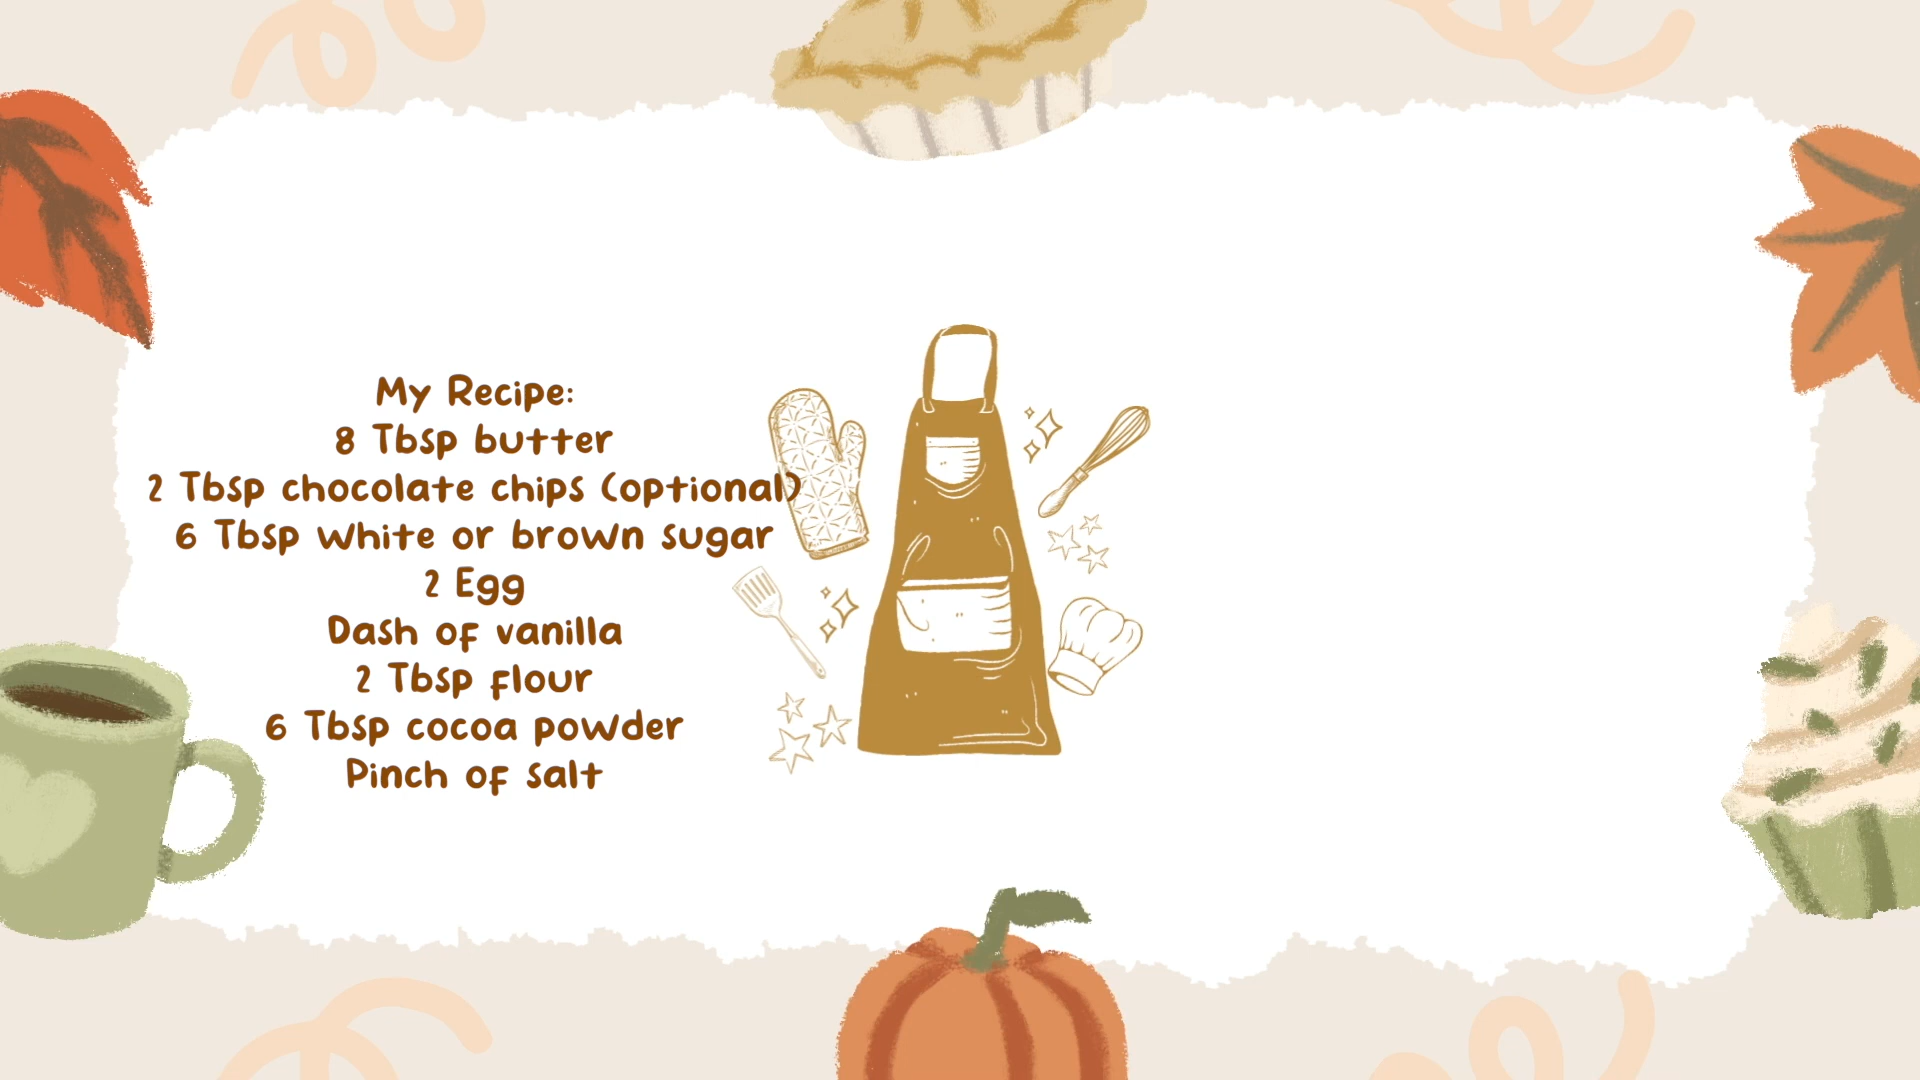 My Recipe:
8 Tbsp butter
2 Tbsp chocolate chips (optional)
6 Tbsp white or brown sugar
2 Egg
Dash of vanilla
2 Tbsp flour
6 Tbsp cocoa powder
Pinch of salt